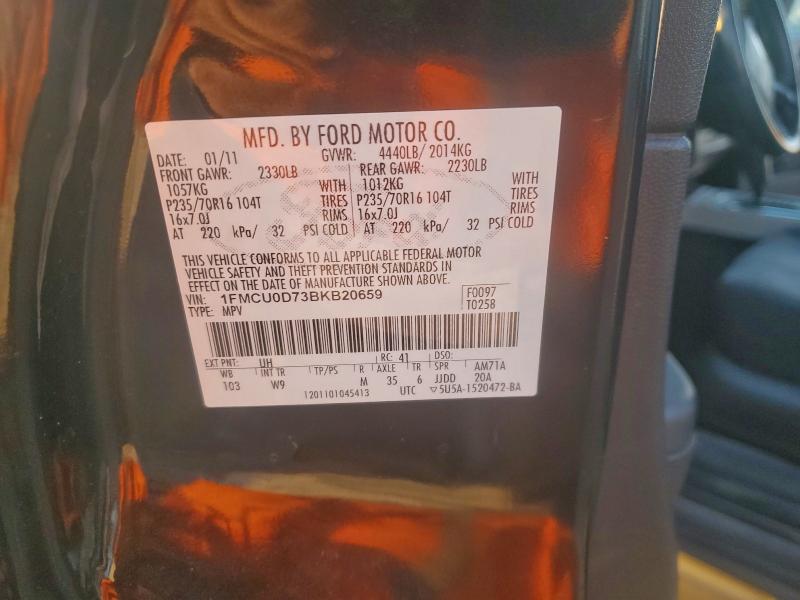 MFD. BY FORD MOTOR CO.
DATE: 01/11 GVWR: 4440LB/ 2014KG
FRONT GAWR: 2330LB REAR GAWR: 2230LB
1057KG WITH 1012KG WITH
P235/70R16 104T TIRES P235/70R16 104T TIRES
16x7.0J RIMS 16x7.0J RIMS
AT 220 kPa/ 32 PSI COLD AT 220 kPa/ 32 PSI COLD
THIS VEHICLE CONFORMS TO ALL APPLICABLE FEDERAL MOTOR
VEHICLE SAFETY AND THEFT PREVENTION STANDARDS IN
EFFECT ON THE DATE OF MANUFACTURE SHOWN ABOVE.
VIN: 1FMCU0D73BKB20659 F0097
TYPE: MPV T0258
EXT PNT: UH RC: 41 DSO:
WB INT TR TP/PS R AXLE TR SPR AM71A
103 W9 M 35 6 JJDD 20A
1201101045413 UTC 5U5A-1520472-BA